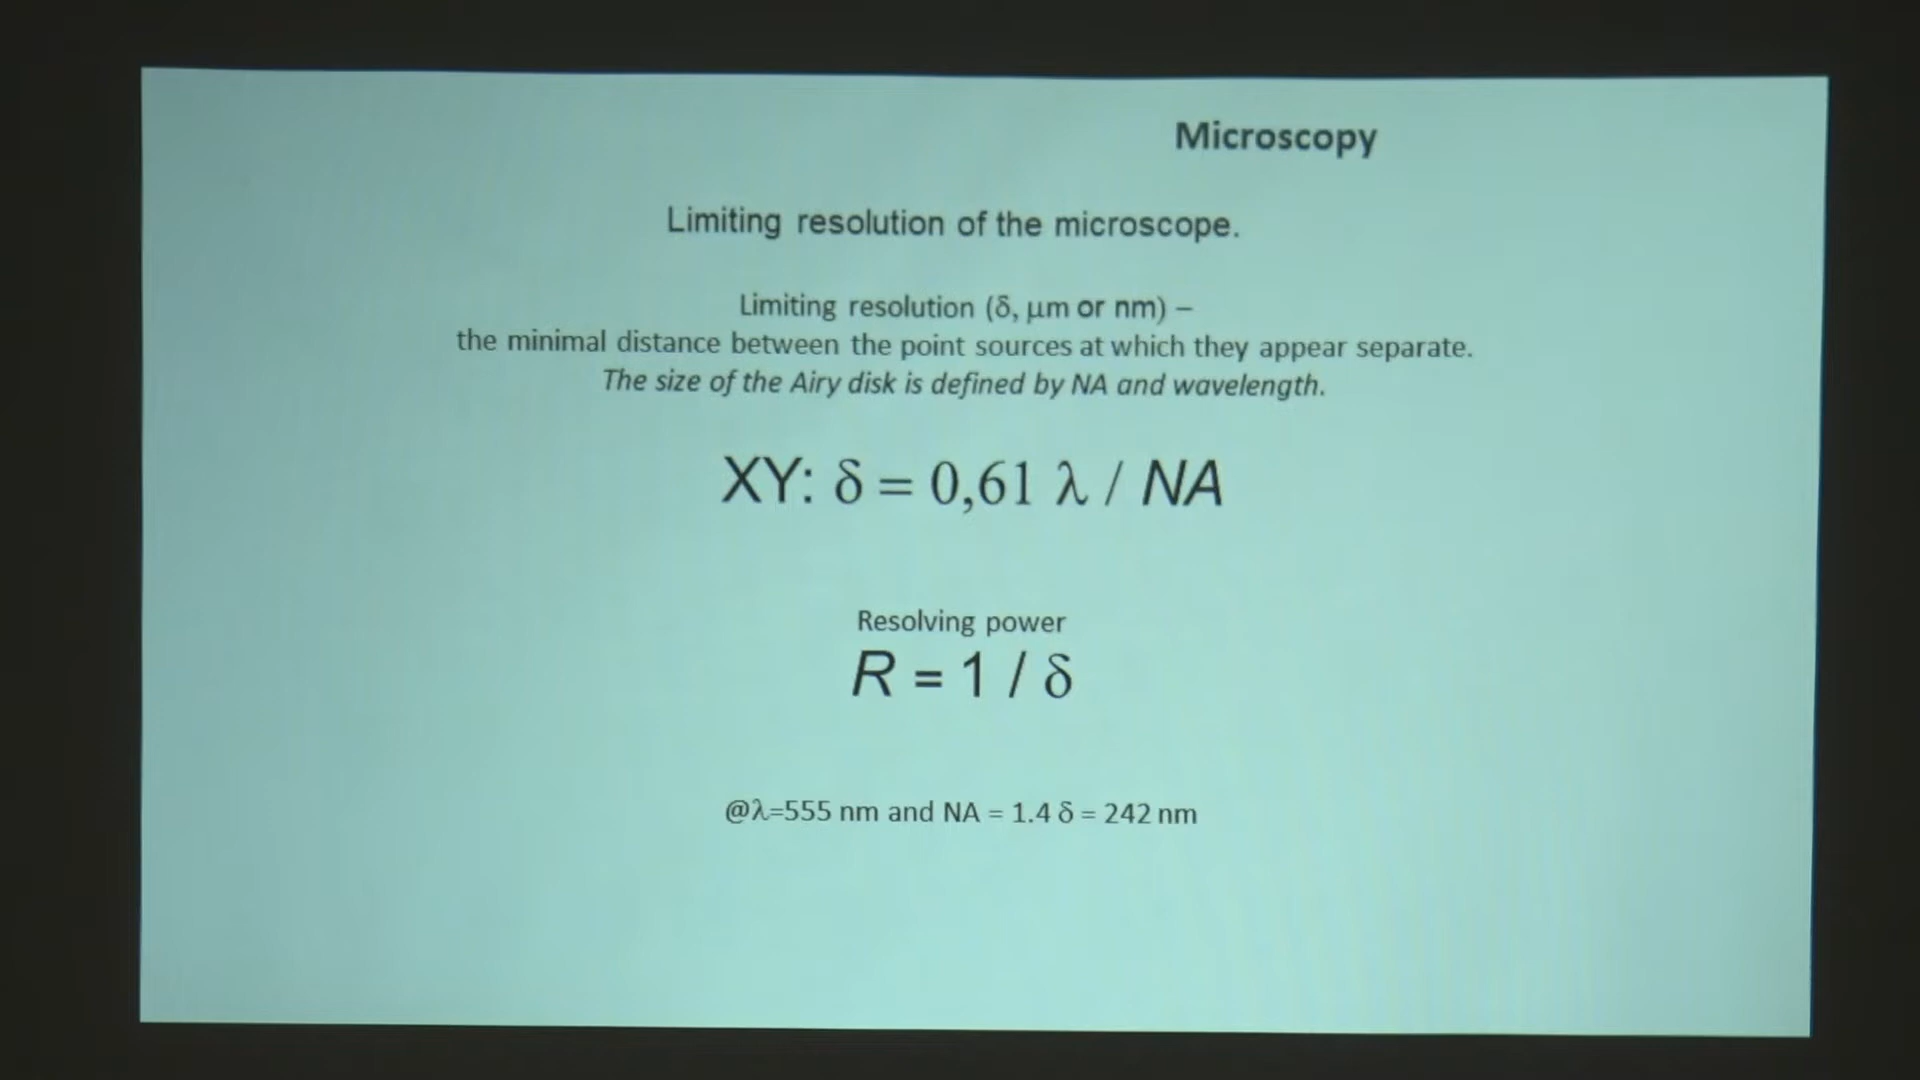 Microscopy
Limiting resolution of the microscope.
Limiting resolution (δ, μm or nm) –
the minimal distance between the point sources at which they appear separate.
The size of the Airy disk is defined by NA and wavelength.
XY: δ = 0,61 λ / NA
Resolving power
R = 1 / δ
@λ=555 nm and NA = 1.4 δ = 242 nm